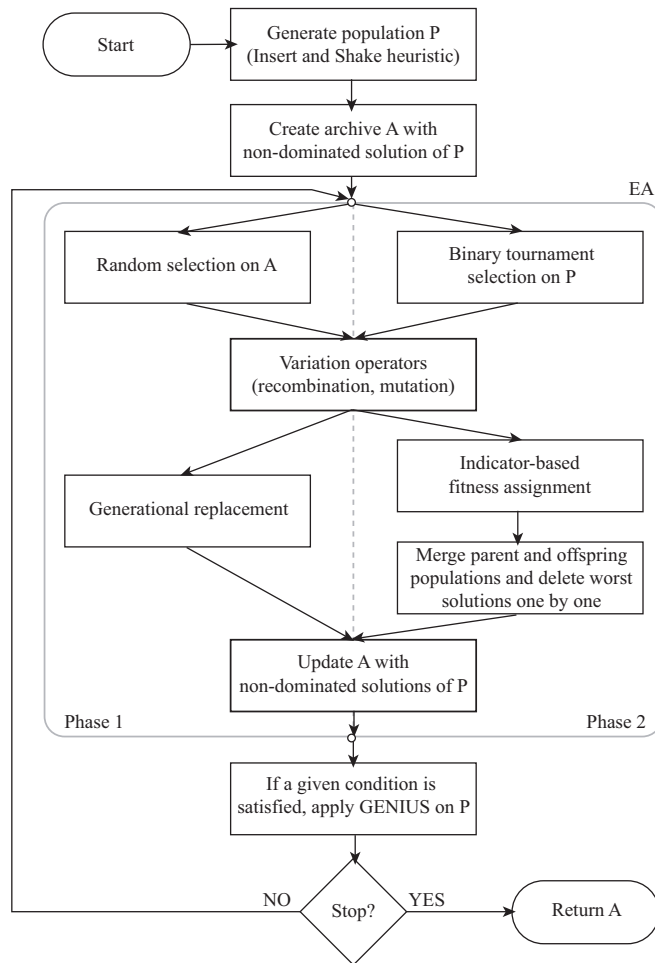 Start
Generate population P
(Insert and Shake heuristic)
Create archive A with
non-dominated solution of P
EA
Random selection on A
Binary tournament
selection on P
Variation operators
(recombination, mutation)
Generational replacement
Indicator-based
fitness assignment
Merge parent and offspring
populations and delete worst
solutions one by one
Update A with
non-dominated solutions of P
Phase 1
Phase 2
If a given condition is
satisfied, apply GENIUS on P
NO
Stop?
YES
Return A